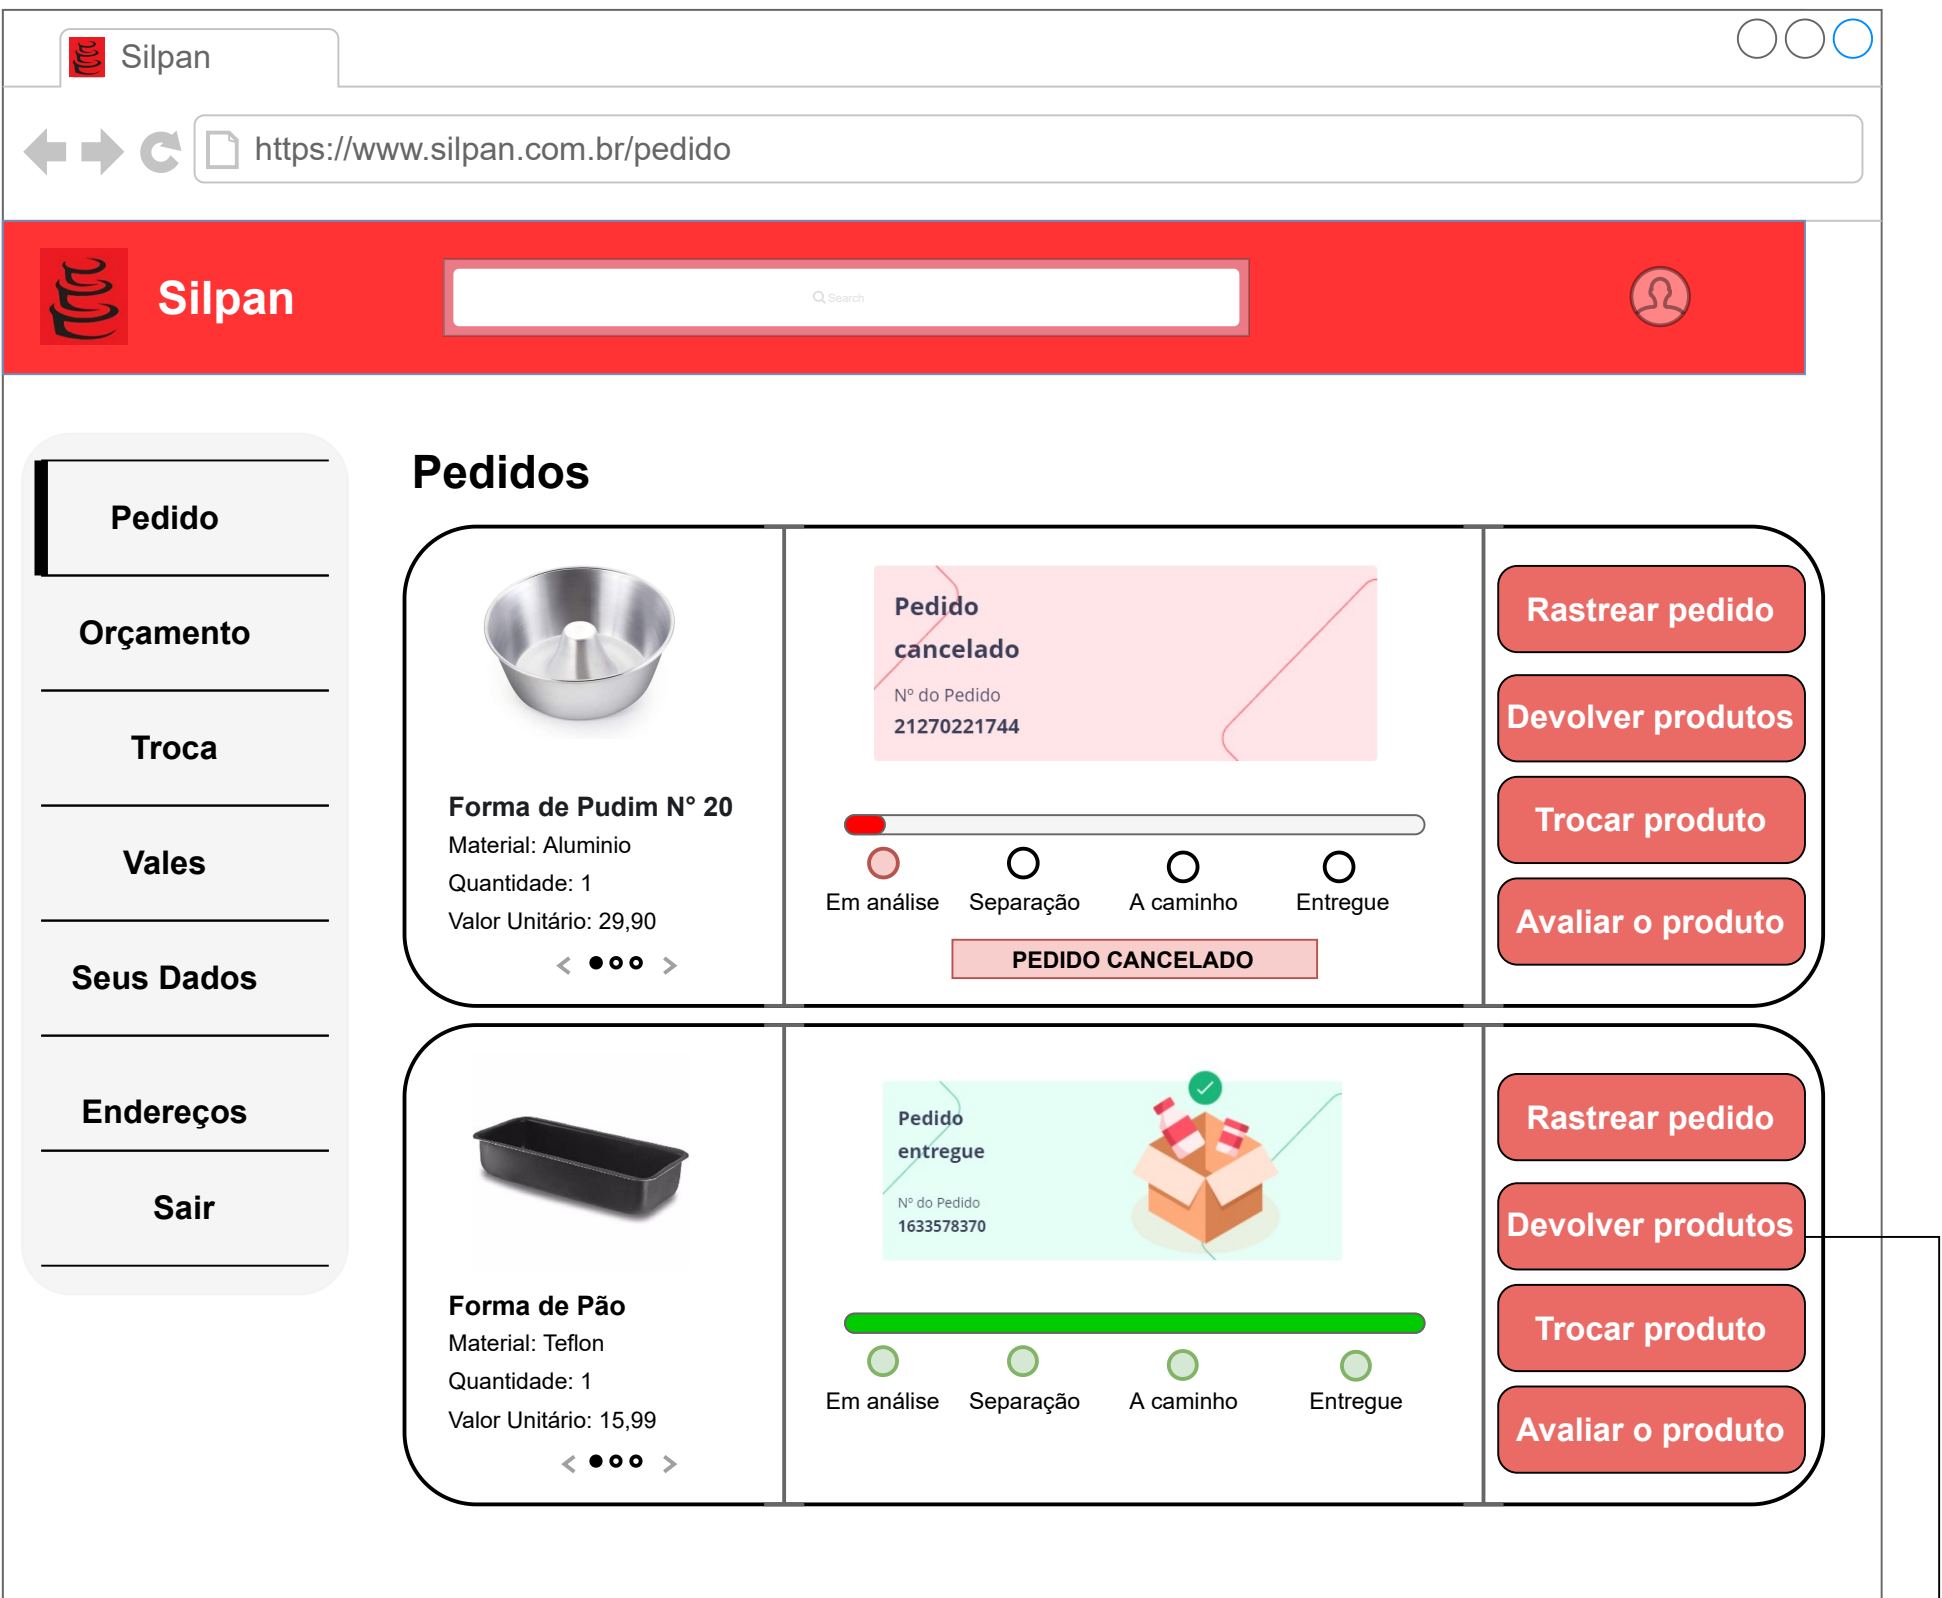 Silpan
https://www.silpan.com.br/pedido
Silpan
Search
Pedido
Orçamento
Troca
Vales
Seus Dados
Endereços
Sair
Pedidos
Forma de Pudim N° 20
Material: Aluminio
Quantidade: 1
Valor Unitário: 29,90
Pedido
cancelado
Nº do Pedido
21270221744
Em análise
Separação
A caminho
Entregue
PEDIDO CANCELADO
Rastrear pedido
Devolver produtos
Trocar produto
Avaliar o produto
Forma de Pão
Material: Teflon
Quantidade: 1
Valor Unitário: 15,99
Pedido
entregue
Nº do Pedido
1633578370
Em análise
Separação
A caminho
Entregue
Rastrear pedido
Devolver produtos
Trocar produto
Avaliar o produto